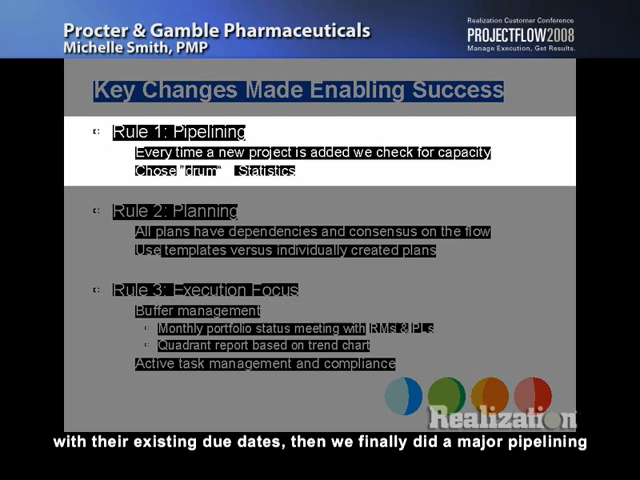 Procter & Gamble Pharmaceuticals
Michelle Smith, PMP
Realization Customer Conference
PROJECTFLOW2008
Manage Execution, Get Results.
Key Changes Made Enabling Success
Rule 1: Pipelining
Every time a new project is added we check for capacity
Chose "drum" Statistics
Rule 2: Planning
All plans have dependencies and consensus on the flow
Use templates versus individually created plans
Rule 3: Execution Focus
Buffer management
Monthly portfolio status meeting with RMs & PLs
Quadrant report based on trend chart
Active task management and compliance
Realization
with their existing due dates, then we finally did a major pipelining